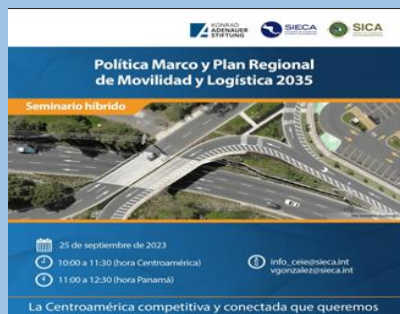 KONRAD
ADENAUER
STIFTUNG
SIECA
SICA
Política Marco y Plan Regional
de Movilidad y Logística 2035
Seminario híbrido
25 de septiembre de 2023
10:00 a 11:30 (hora Centroamérica)
11:00 a 12:30 (hora Panamá)
info_ceie@sieca.int
vgonzalez@sieca.int
La Centroamérica competitiva y conectada que queremos